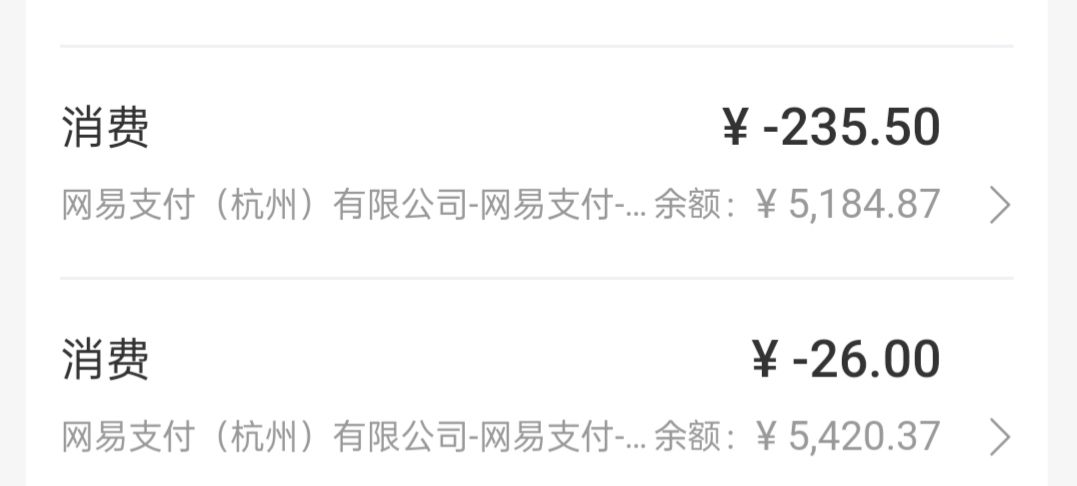 消费 ¥ -235.50
网易支付（杭州）有限公司-网易支付-... 余额：¥ 5,184.87
消费 ¥ -26.00
网易支付（杭州）有限公司-网易支付-... 余额：¥ 5,420.37